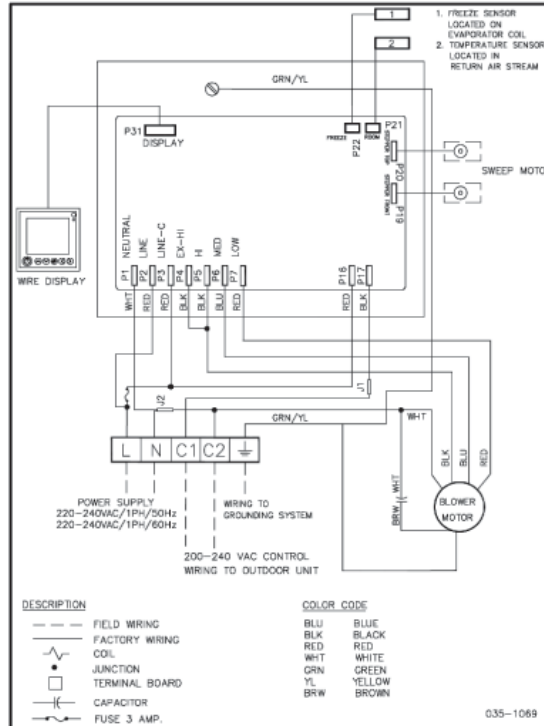 1. FREEZE SENSOR
LOCATED ON
EVAPORATOR COIL
2. TEMPERATURE SENSOR
LOCATED IN
RETURN AIR STREAM
1
2
GRN/YL
P31
DISPLAY
FREEZE
ROOM
P22
P21
STEPPER TOP
P20
STEPPER FRONT
P19
SWEEP MOTO
WIRE DISPLAY
NEUTRAL
LINE
LINE-C
EX-HI
HI
MED
LOW
P1
P2
P3
P4
P5
P6
P7
P16
P17
WHT
RED
RED
BLK
BLK
BLU
RED
RED
BLK
J1
J2
GRN/YL
WHT
BLK
BLU
RED
L N C1 C2
WHT
BRW
BLOWER
MOTOR
POWER SUPPLY
220-240VAC/1PH/50Hz
220-240VAC/1PH/60Hz
WIRING TO
GROUNDING SYSTEM
200-240 VAC CONTROL
WIRING TO OUTDOOR UNIT
DESCRIPTION
FIELD WIRING
FACTORY WIRING
COIL
JUNCTION
TERMINAL BOARD
CAPACITOR
FUSE 3 AMP.
COLOR CODE
BLU BLUE
BLK BLACK
RED RED
WHT WHITE
GRN GREEN
YL YELLOW
BRW BROWN
035-1069